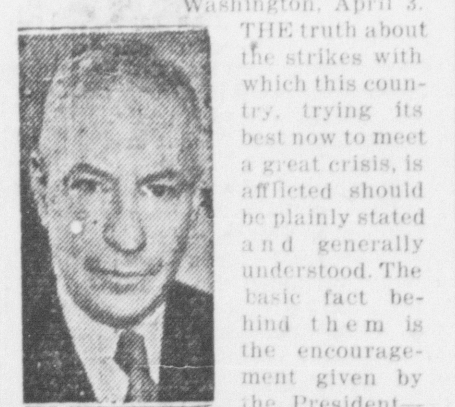 Washington, April 3.
THE truth about
the strikes with
which this coun-
try, trying its
best now to meet
a great crisis, is
afflicted should
be plainly stated
and generally
understood. The
basic fact be-
hind them is
the encourage-
ment given by
the President—